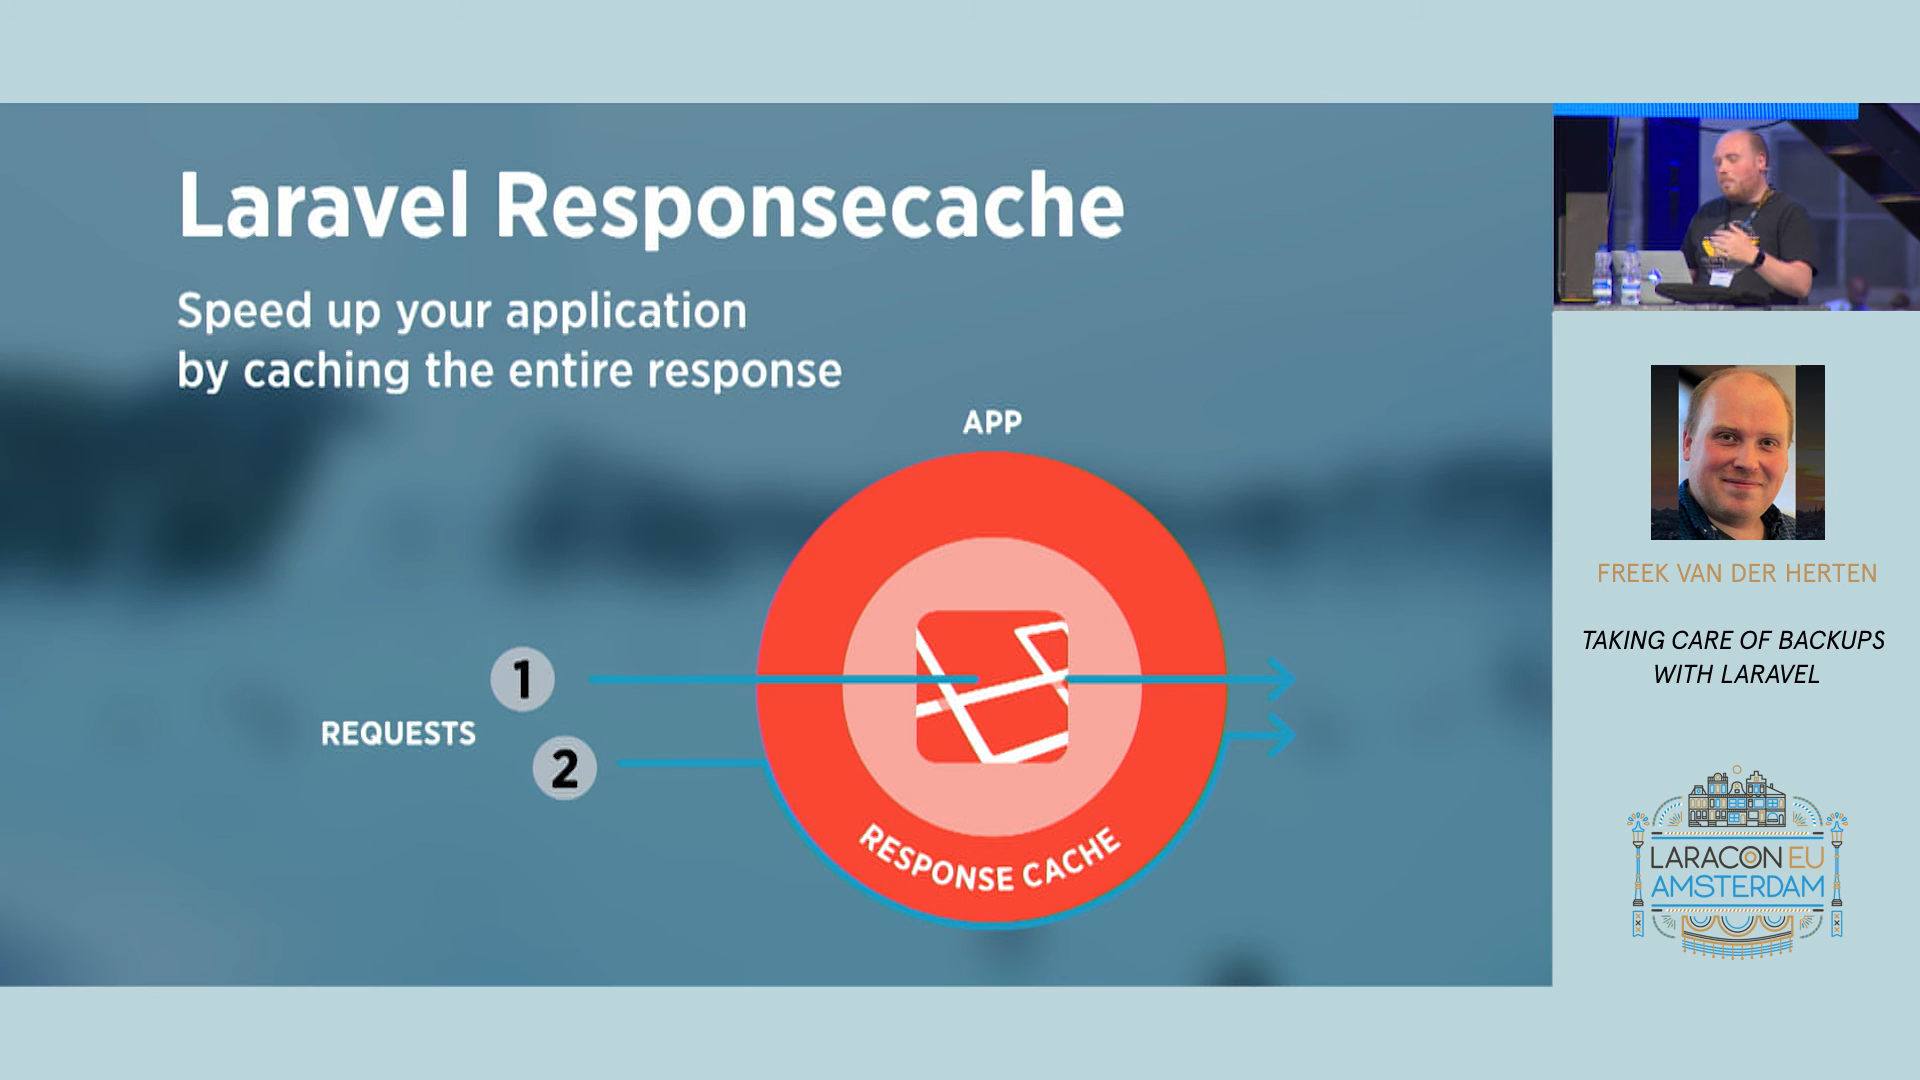 Laravel Responsecache
Speed up your application
by caching the entire response
APP
1
REQUESTS
2
RESPONSE CACHE
FREEK VAN DER HERTEN
TAKING CARE OF BACKUPS
WITH LARAVEL
LARACON EU
AMSTERDAM